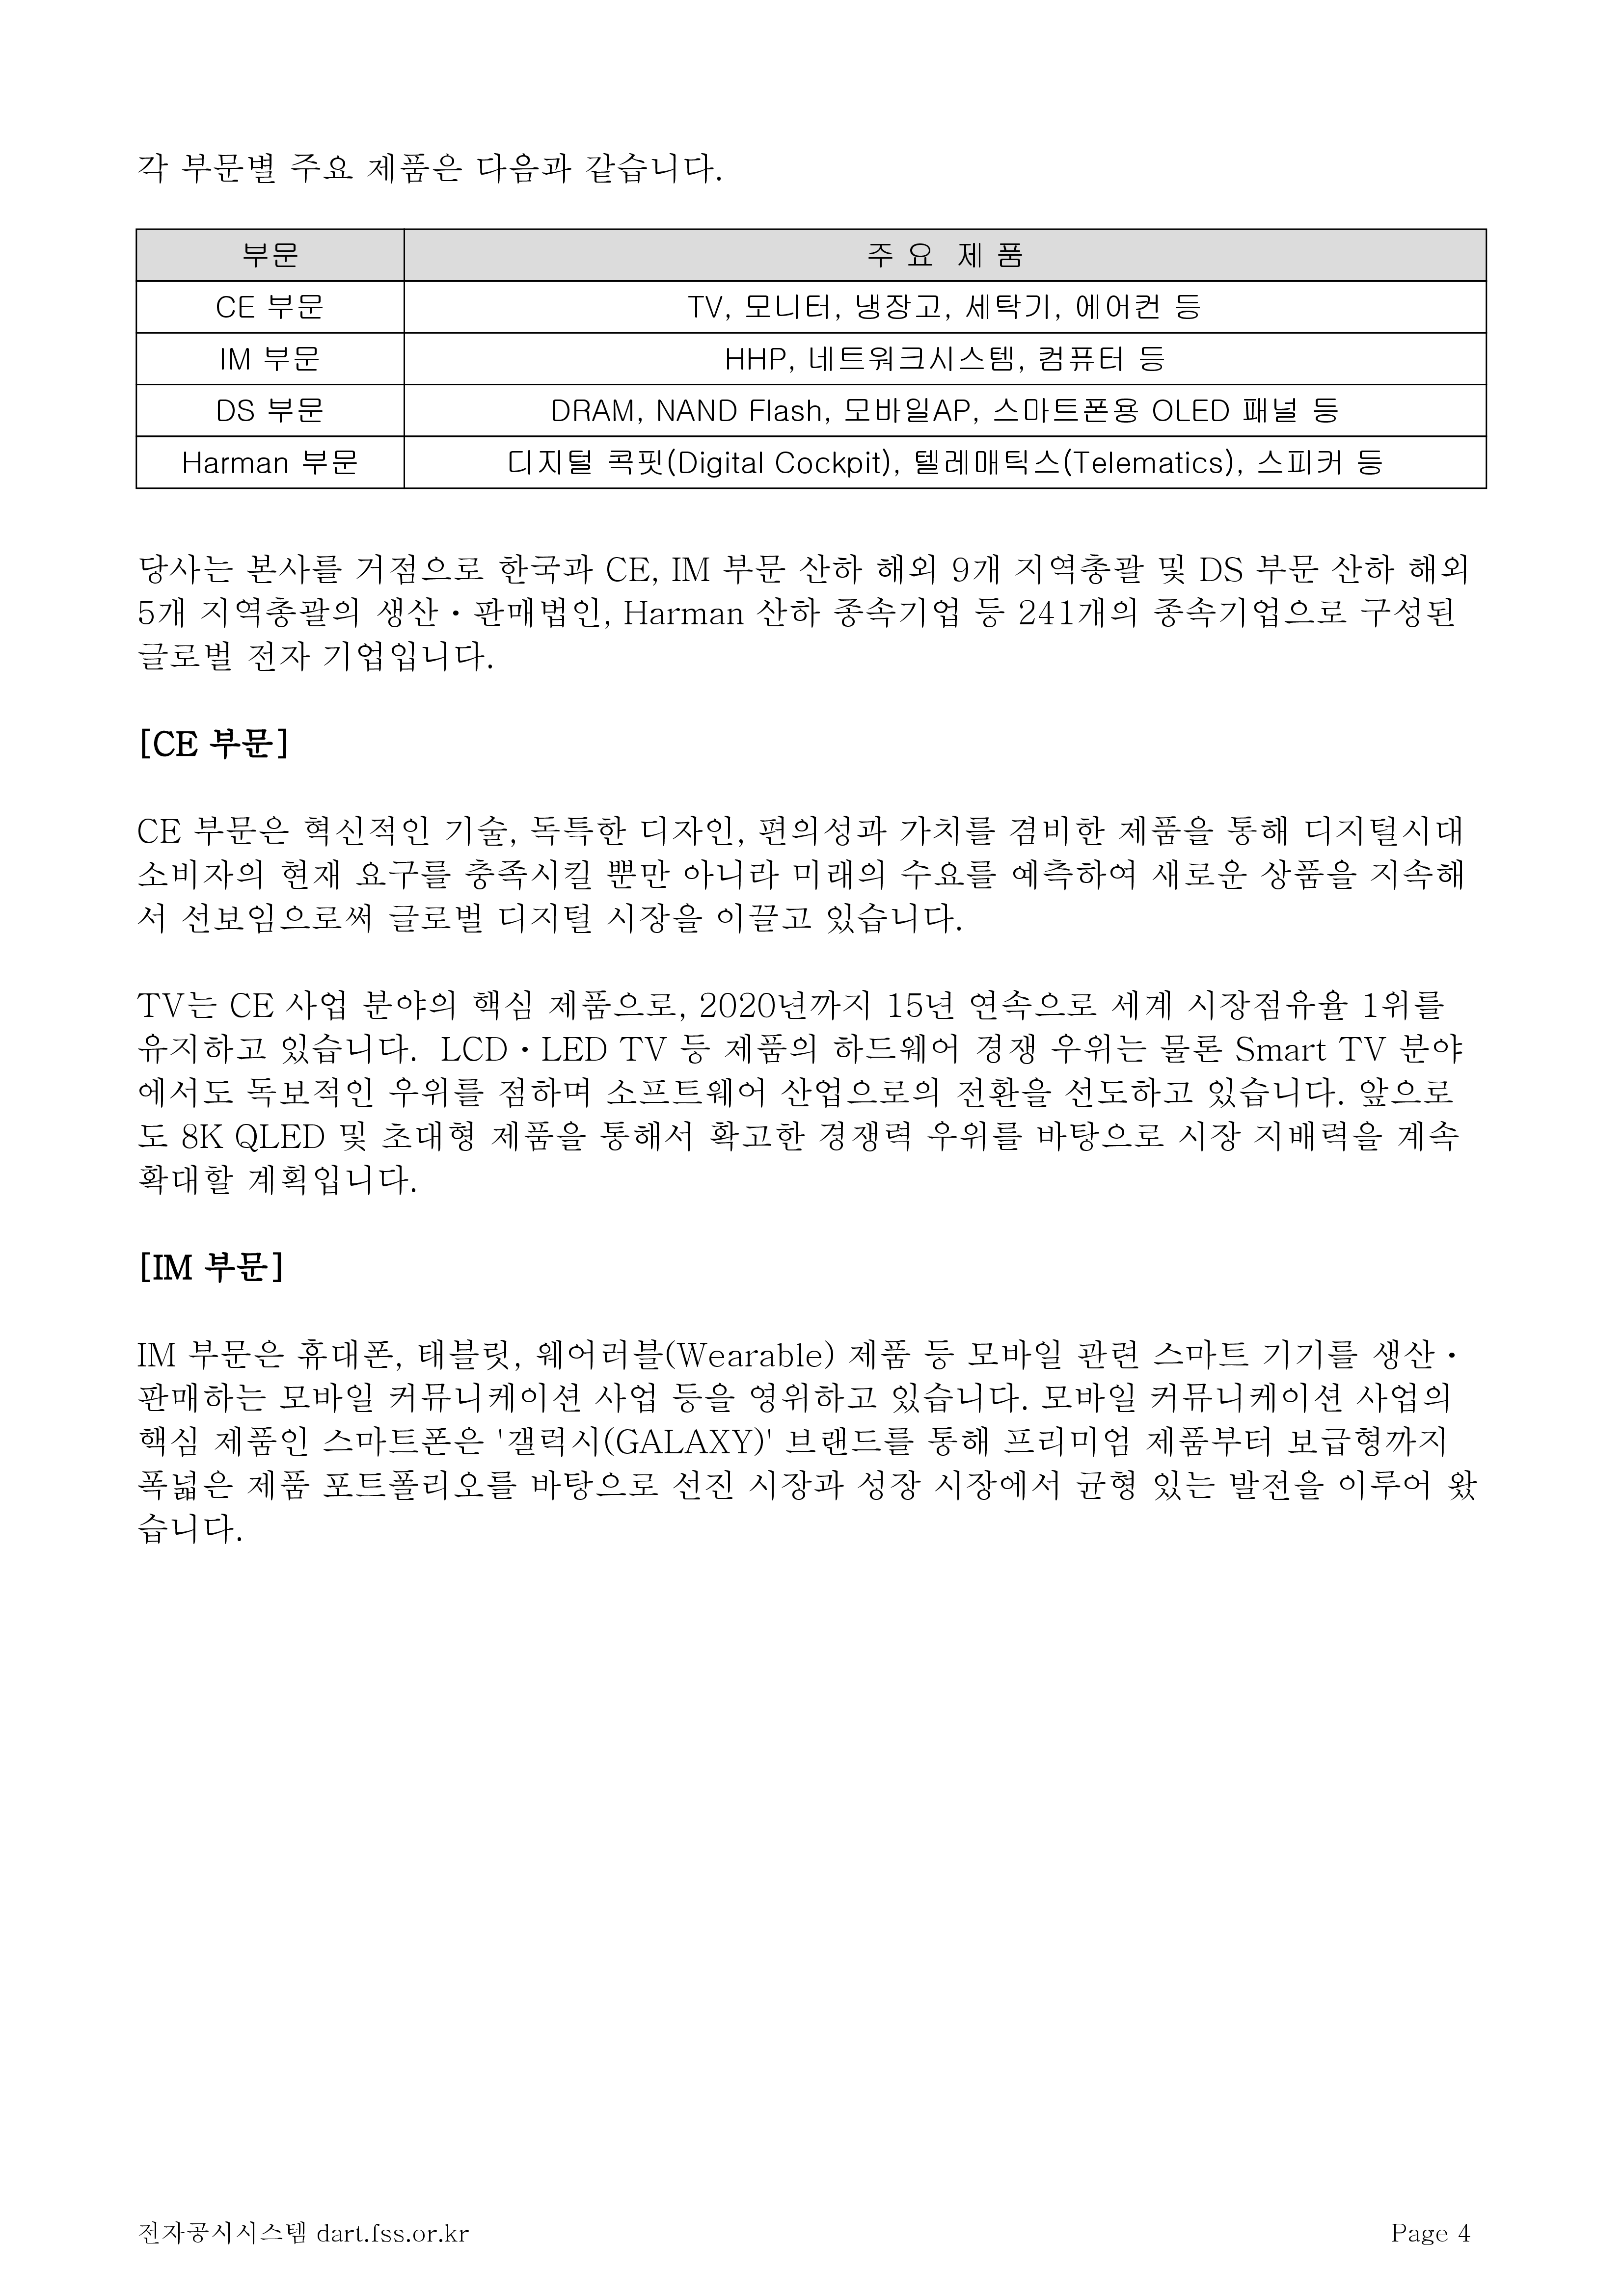 각 부문별 주요 제품은 다음과 같습니다.
부문 주 요 제 품
CE 부문 TV, 모니터, 냉장고, 세탁기, 에어컨 등
IM 부문 HHP, 네트워크시스템, 컴퓨터 등
DS 부문 DRAM, NAND Flash, 모바일AP, 스마트폰용 OLED 패널 등
Harman 부문 디지털 콕핏(Digital Cockpit), 텔레매틱스(Telematics), 스피커 등
당사는 본사를 거점으로 한국과 CE, IM 부문 산하 해외 9개 지역총괄 및 DS 부문 산하 해외
5개 지역총괄의 생산·판매법인, Harman 산하 종속기업 등 241개의 종속기업으로 구성된
글로벌 전자 기업입니다.
[CE 부문]
CE 부문은 혁신적인 기술, 독특한 디자인, 편의성과 가치를 겸비한 제품을 통해 디지털시대
소비자의 현재 요구를 충족시킬 뿐만 아니라 미래의 수요를 예측하여 새로운 상품을 지속해
서 선보임으로써 글로벌 디지털 시장을 이끌고 있습니다.
TV는 CE 사업 분야의 핵심 제품으로, 2020년까지 15년 연속으로 세계 시장점유율 1위를
유지하고 있습니다. LCD·LED TV 등 제품의 하드웨어 경쟁 우위는 물론 Smart TV 분야
에서도 독보적인 우위를 점하며 소프트웨어 산업으로의 전환을 선도하고 있습니다. 앞으로
도 8K QLED 및 초대형 제품을 통해서 확고한 경쟁력 우위를 바탕으로 시장 지배력을 계속
확대할 계획입니다.
[IM 부문]
IM 부문은 휴대폰, 태블릿, 웨어러블(Wearable) 제품 등 모바일 관련 스마트 기기를 생산·
판매하는 모바일 커뮤니케이션 사업 등을 영위하고 있습니다. 모바일 커뮤니케이션 사업의
핵심 제품인 스마트폰은 '갤럭시(GALAXY)' 브랜드를 통해 프리미엄 제품부터 보급형까지
폭넓은 제품 포트폴리오를 바탕으로 선진 시장과 성장 시장에서 균형 있는 발전을 이루어 왔
습니다.
전자공시시스템 dart.fss.or.kr Page 4